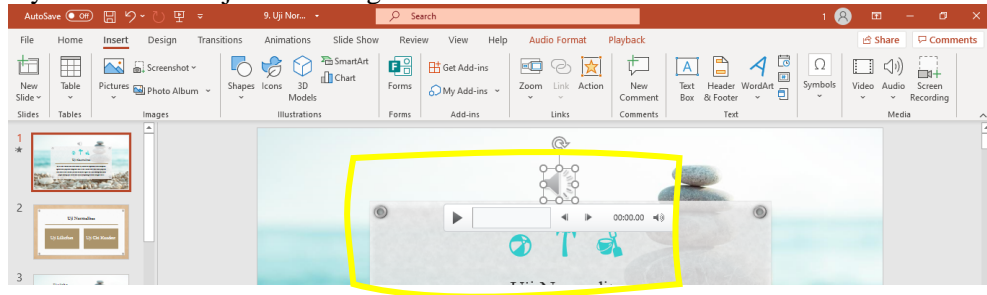 AutoSave Off 9. Uji Nor... Search 1
File Home Insert Design Transitions Animations Slide Show Review View Help Audio Format Playback Share Comments
New Slide Table Pictures Screenshot Photo Album Shapes Icons 3D Models SmartArt Chart Forms Get Add-ins My Add-ins Zoom Link Action New Comment Text Box Header & Footer WordArt Symbols Video Audio Screen Recording
Slides Tables Images Illustrations Forms Add-ins Links Comments Text Media
1
2
Uji Normalitas
Uji Liliefors
3
00:00.00